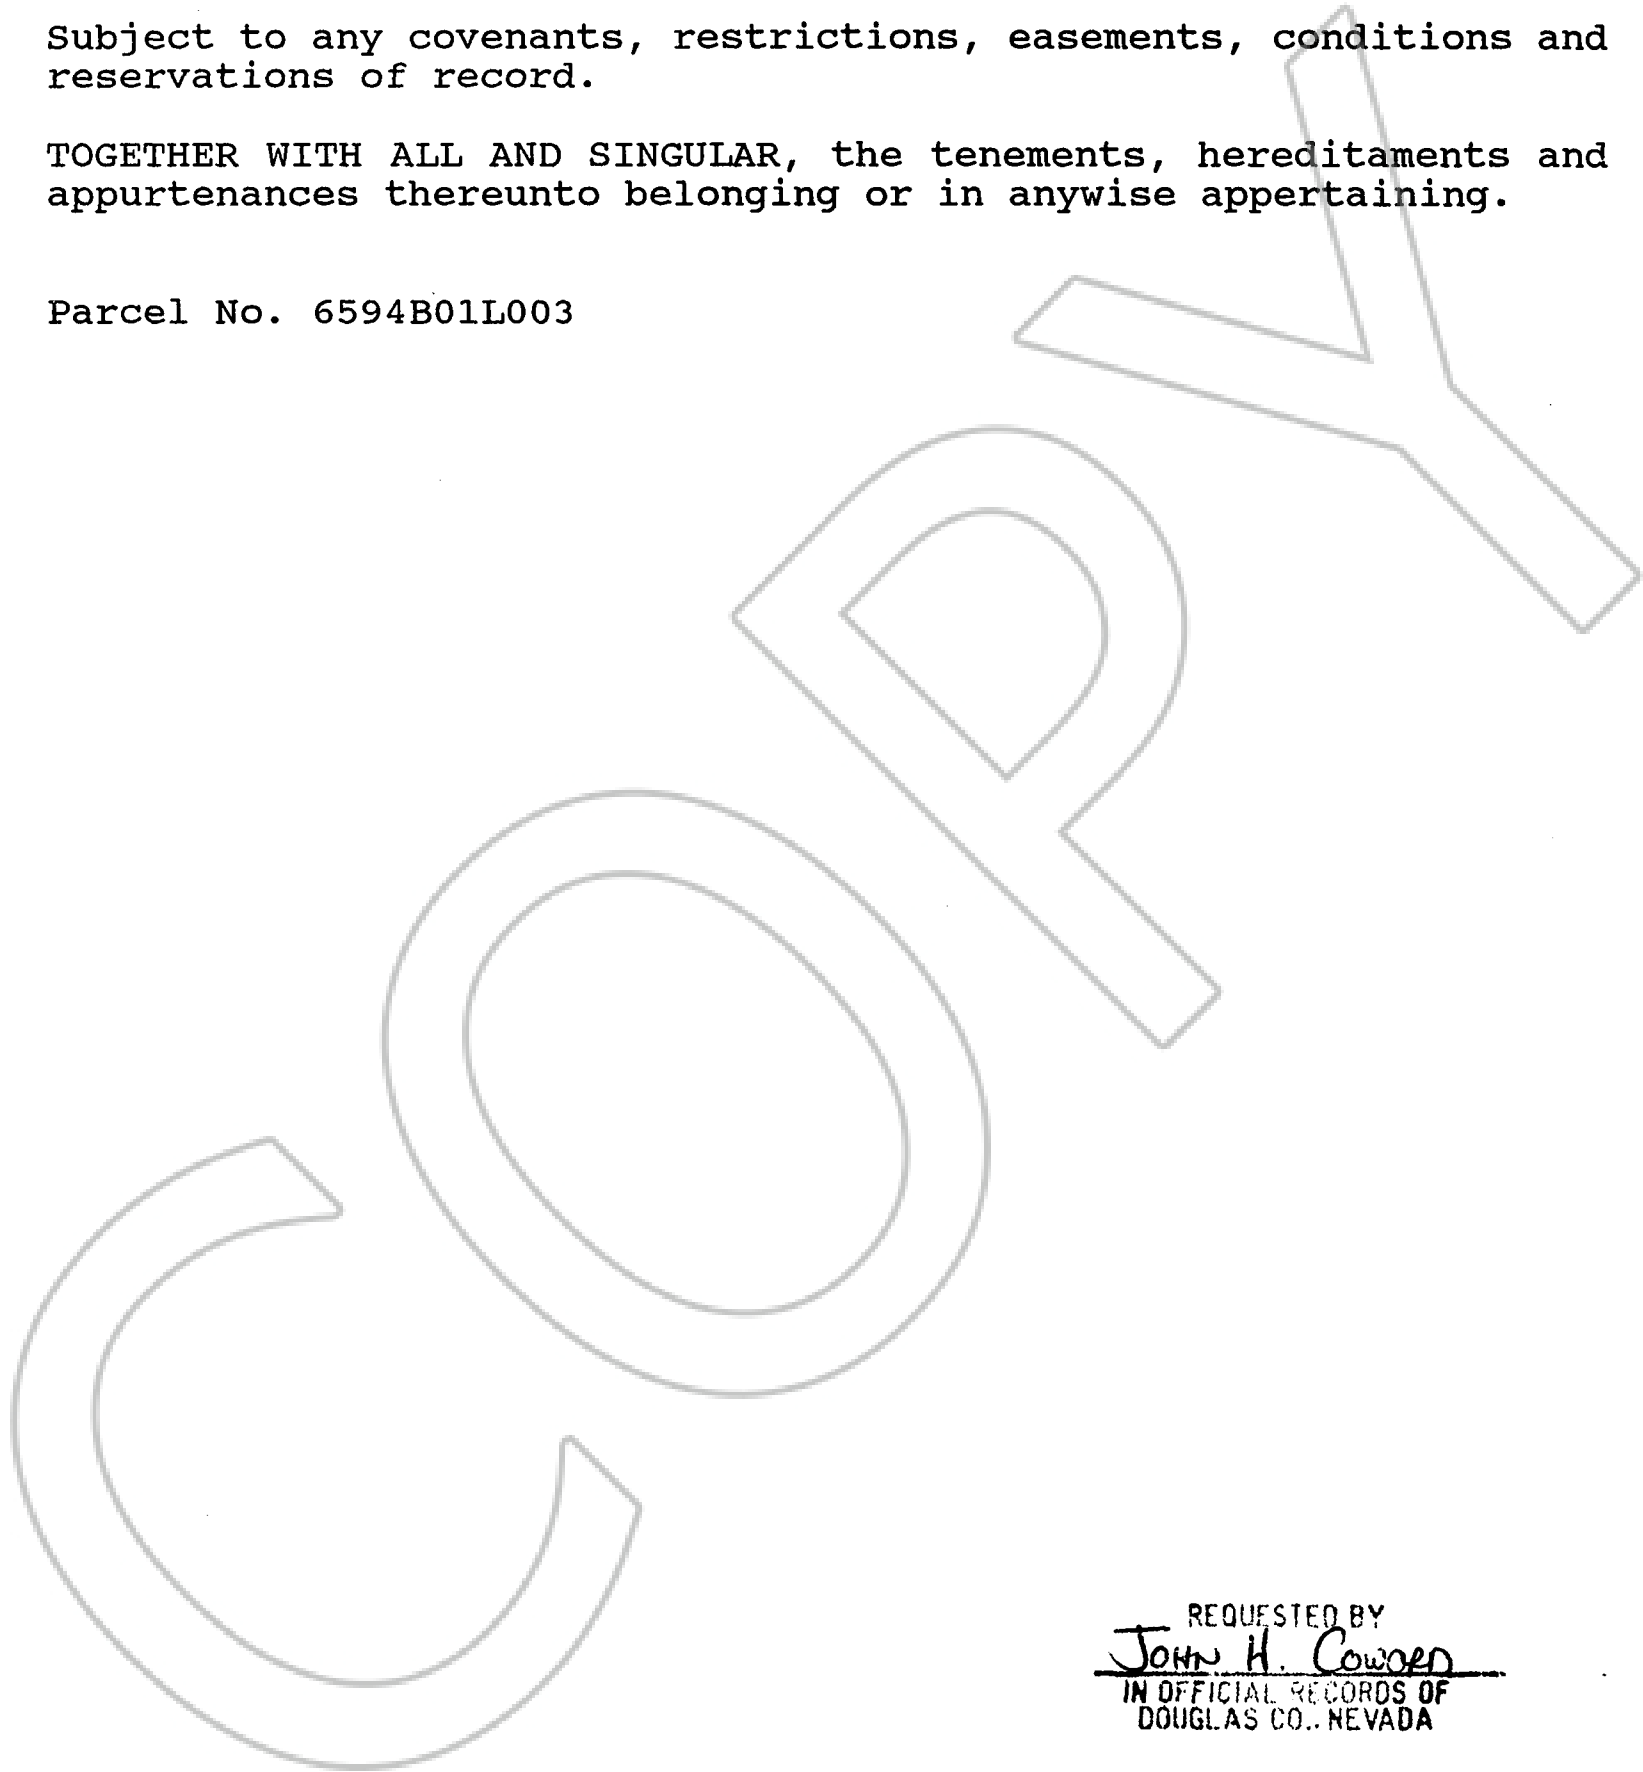 Subject to any covenants, restrictions, easements, conditions and
reservations of record.
TOGETHER WITH ALL AND SINGULAR, the tenements, hereditaments and
appurtenances thereunto belonging or in anywise appertaining.
Parcel No. 6594B01L003
COPY
REQUESTED BY
JOHN H. COWORD
IN OFFICIAL RECORDS OF
DOUGLAS CO., NEVADA